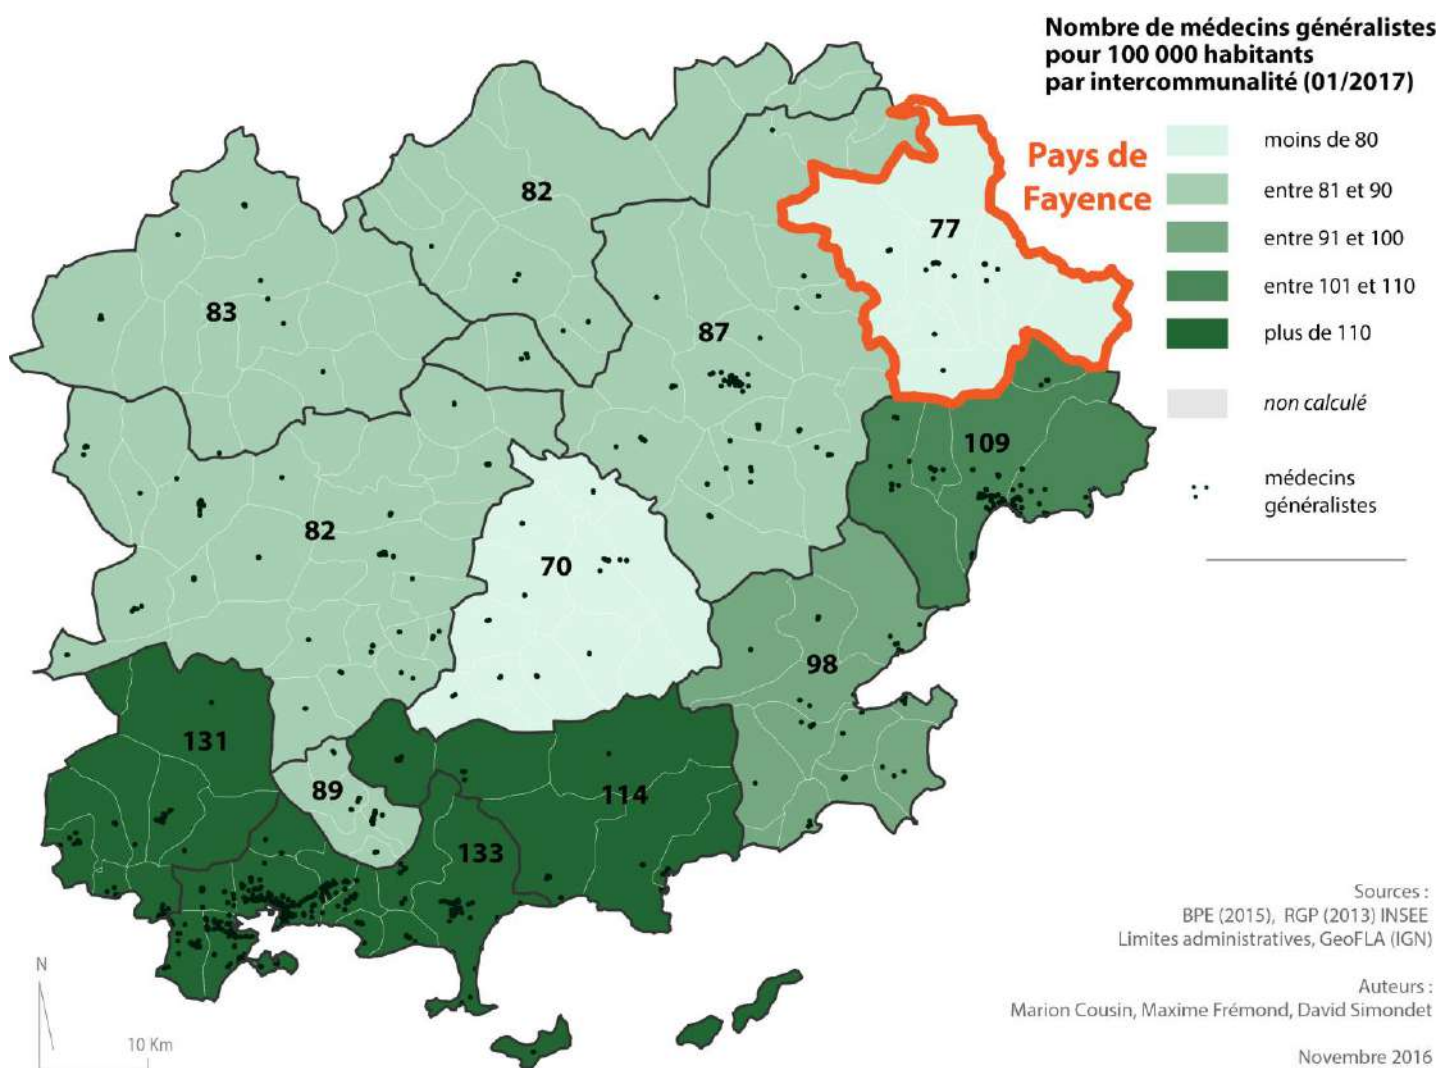 Nombre de médecins généralistes
pour 100 000 habitants
par intercommunalité (01/2017)
moins de 80
entre 81 et 90
entre 91 et 100
entre 101 et 110
plus de 110
non calculé
médecins
généralistes
Pays de
Fayence
82
77
83
87
109
82
70
98
131
89
114
133
Sources :
BPE (2015), RGP (2013) INSEE
Limites administratives, GeoFLA (IGN)
Auteurs :
Marion Cousin, Maxime Frémond, David Simondet
Novembre 2016
N
10 Km